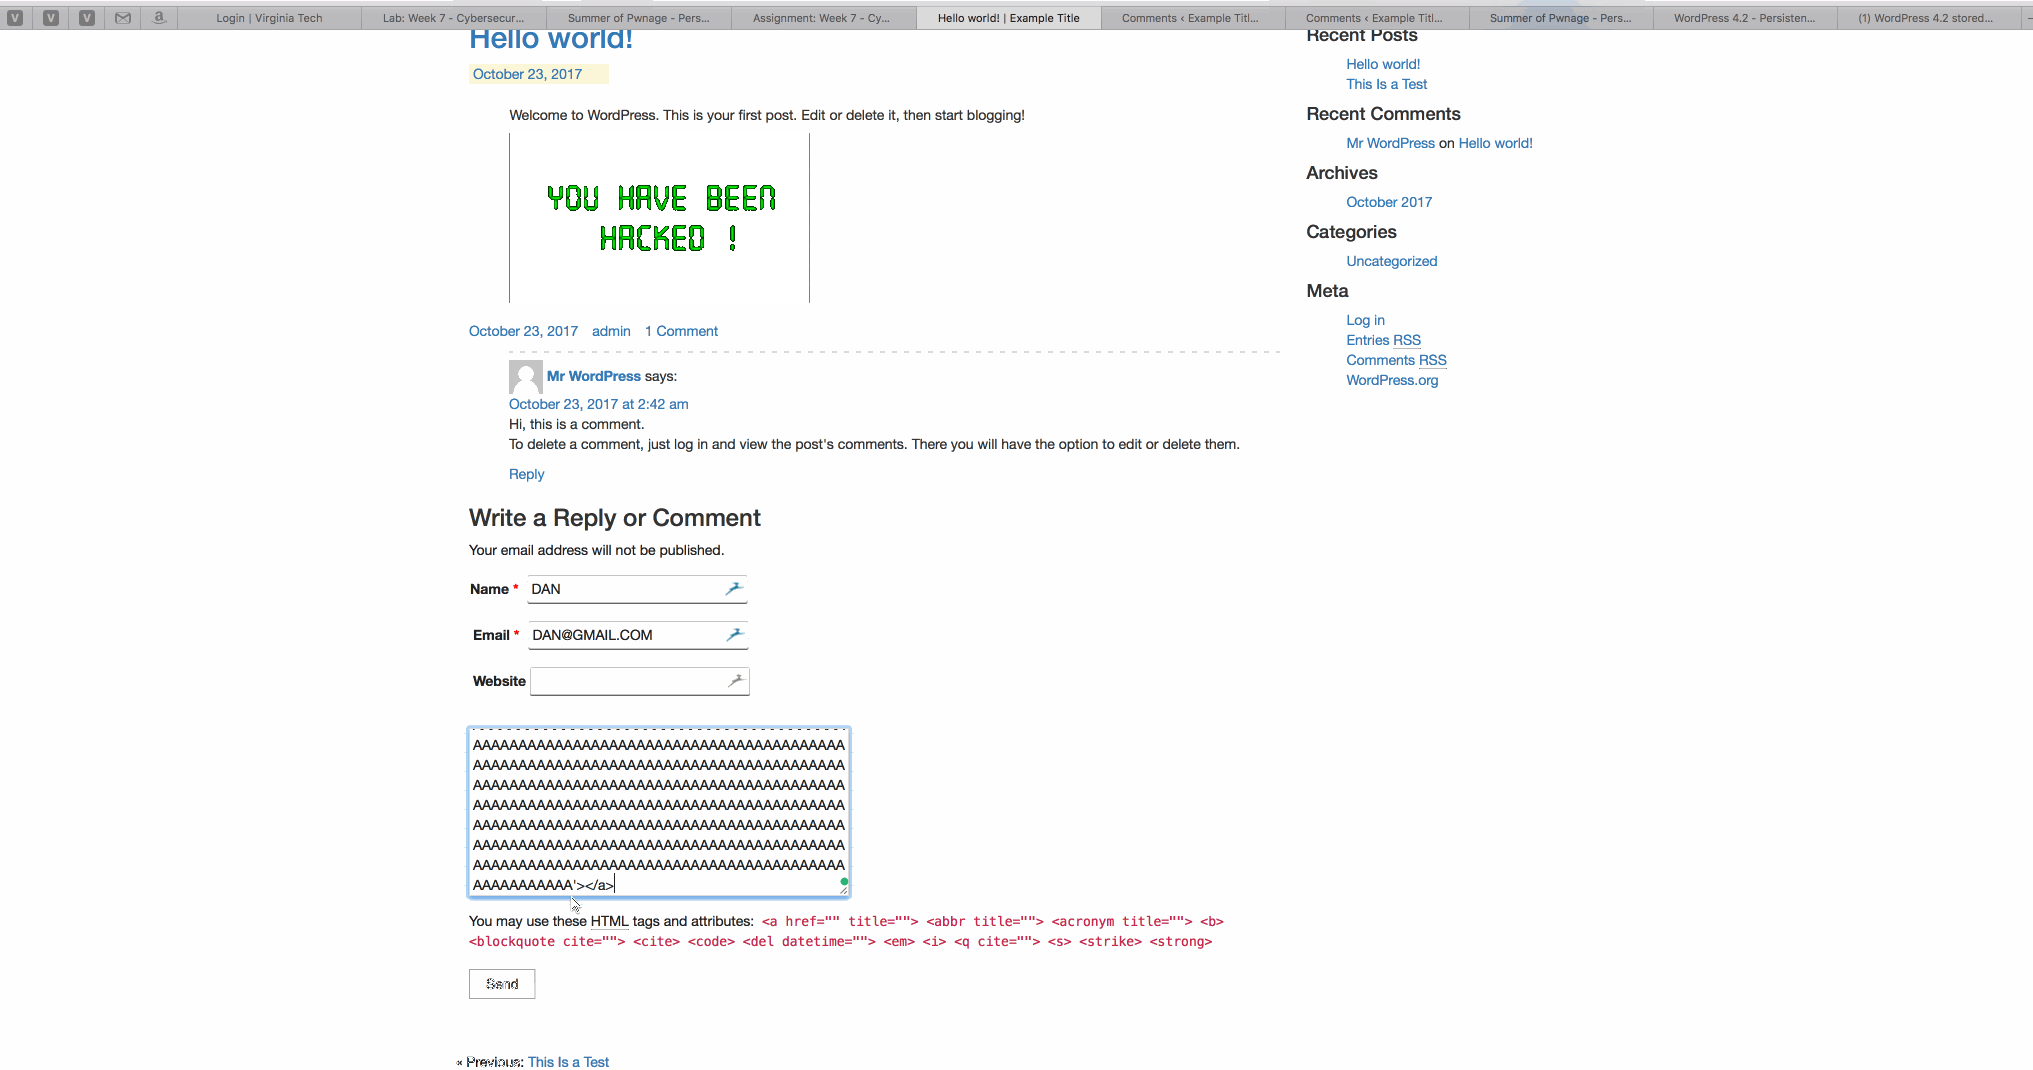 V V V a Login | Virginia Tech Lab: Week 7 - Cybersecur... Summer of Pwnage - Pers... Assignment: Week 7 - Cy... Hello world! | Example Title Comments ‹ Example Titl... Comments ‹ Example Titl... Summer of Pwnage - Pers... WordPress 4.2 - Persisten... (1) WordPress 4.2 stored...
Hello world!
October 23, 2017
Welcome to WordPress. This is your first post. Edit or delete it, then start blogging!
YOU HAVE BEEN
HACKED !
October 23, 2017 admin 1 Comment
Mr WordPress says:
October 23, 2017 at 2:42 am
Hi, this is a comment.
To delete a comment, just log in and view the post's comments. There you will have the option to edit or delete them.
Reply
Write a Reply or Comment
Your email address will not be published.
Name * DAN
Email * DAN@GMAIL.COM
Website
AAAAAAAAAAAAAAAAAAAAAAAAAAAAAAAAAAAAAAAAA
AAAAAAAAAAAAAAAAAAAAAAAAAAAAAAAAAAAAAAAAA
AAAAAAAAAAAAAAAAAAAAAAAAAAAAAAAAAAAAAAAAA
AAAAAAAAAAAAAAAAAAAAAAAAAAAAAAAAAAAAAAAAA
AAAAAAAAAAAAAAAAAAAAAAAAAAAAAAAAAAAAAAAAA
AAAAAAAAAAAAAAAAAAAAAAAAAAAAAAAAAAAAAAAAA
AAAAAAAAAAAAAAAAAAAAAAAAAAAAAAAAAAAAAAAAA
AAAAAAAAAAA'></a>
You may use these HTML tags and attributes: <a href="" title=""> <abbr title=""> <acronym title=""> <b>
<blockquote cite=""> <cite> <code> <del datetime=""> <em> <i> <q cite=""> <s> <strike> <strong>
Send
« Previous: This Is a Test
Recent Posts
Hello world!
This Is a Test
Recent Comments
Mr WordPress on Hello world!
Archives
October 2017
Categories
Uncategorized
Meta
Log in
Entries RSS
Comments RSS
WordPress.org